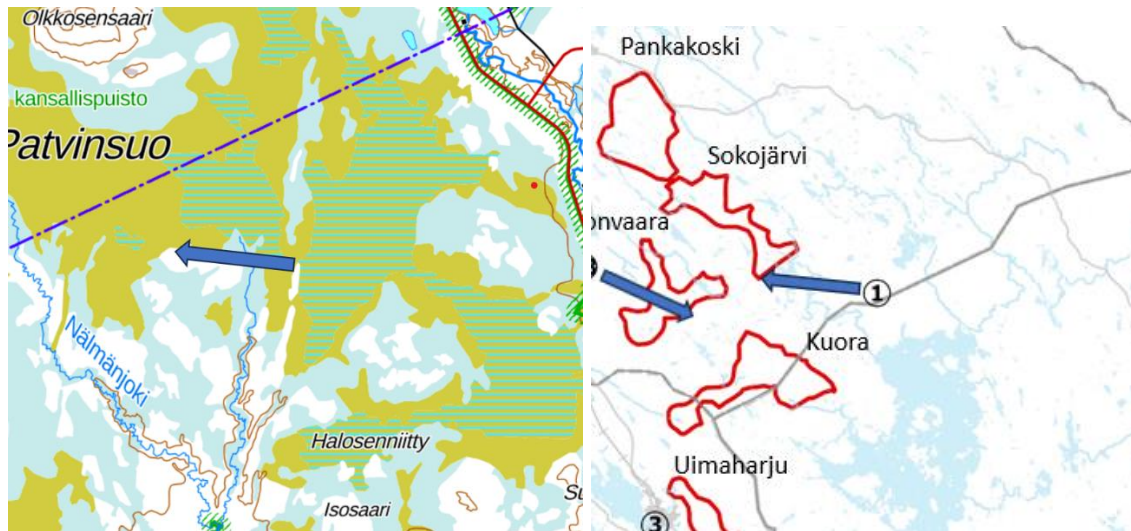 Olkkosensaari
kansallispuisto
Patvinsuo
Nälmänjoki
Halosenniitty
Isosaari
Pankakoski
Sokojärvi
onvaara
①
Kuora
Uimaharju
③